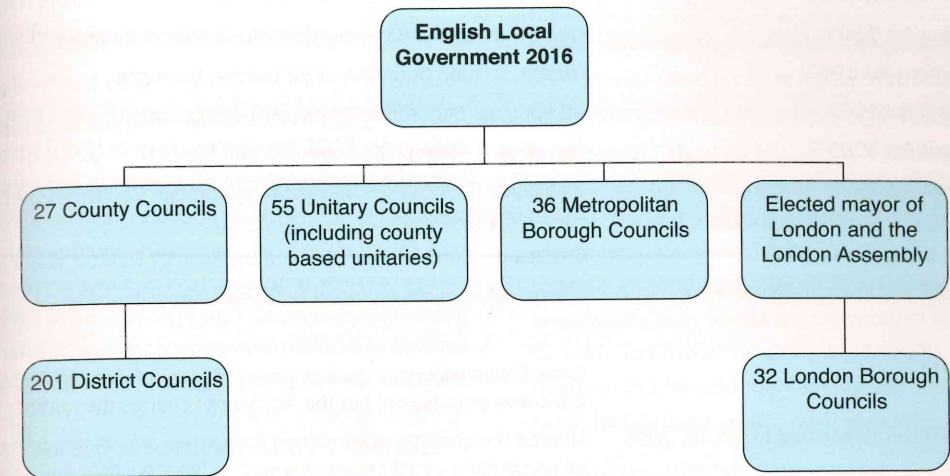 English Local
Government 2016
27 County Councils
55 Unitary Councils
(including county
based unitaries)
36 Metropolitan
Borough Councils
Elected mayor of
London and the
London Assembly
201 District Councils
32 London Borough
Councils